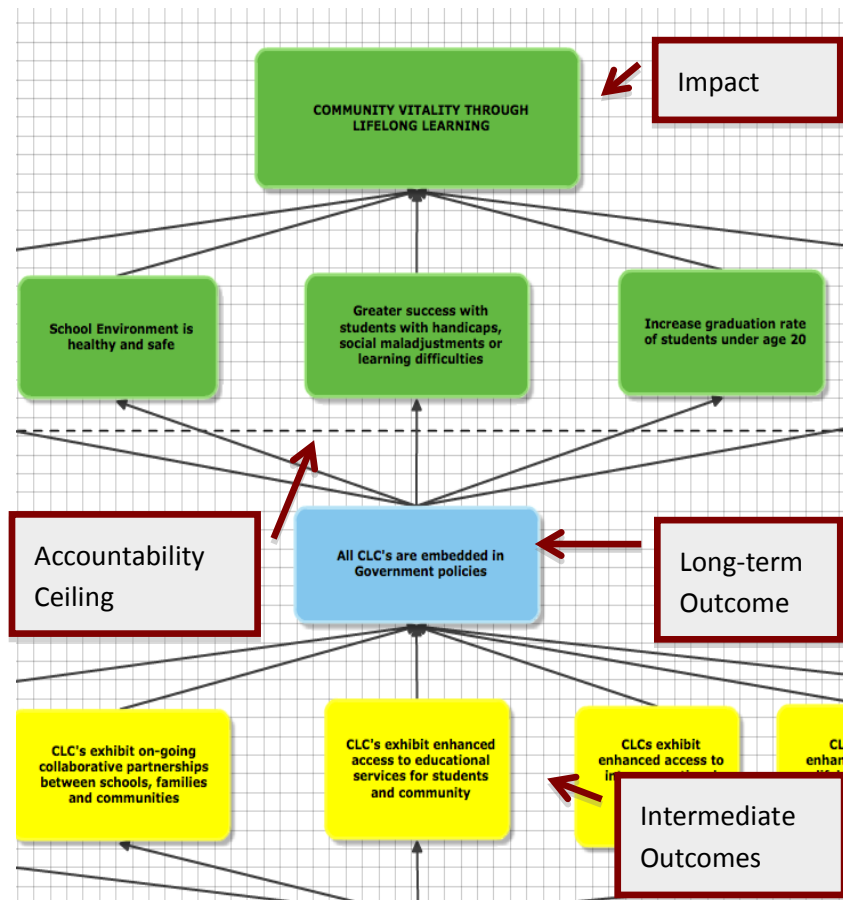 Impact
COMMUNITY VITALITY THROUGH
LIFELONG LEARNING
School Environment is
healthy and safe
Greater success with
students with handicaps,
social maladjustments or
learning difficulties
Increase graduation rate
of students under age 20
Accountability
Ceiling
All CLC's are embedded in
Government policies
Long-term
Outcome
CLC's exhibit on-going
collaborative partnerships
between schools, families
and communities
CLC's exhibit enhanced
access to educational
services for students
and community
CLCs exhibit
enhanced access to
Intermediate
Outcomes